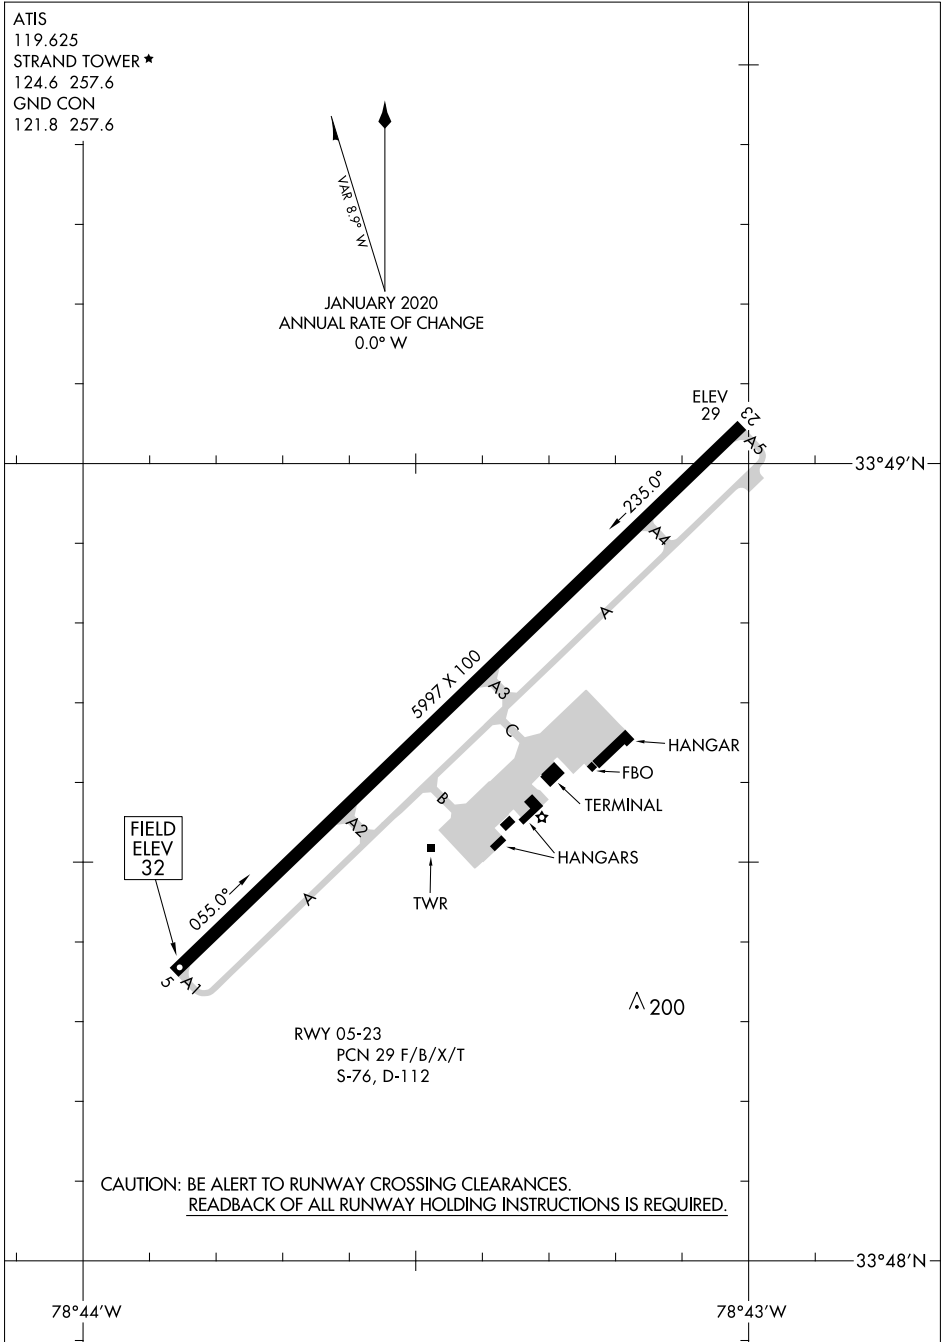 ATIS
119.625
STRAND TOWER ★
124.6 257.6
GND CON
121.8 257.6
VAR 8.9° W
JANUARY 2020
ANNUAL RATE OF CHANGE
0.0° W
ELEV
29
23
A5
33°49'N
235.0°
A4
A
5997 X 100
A3
C
HANGAR
FBO
TERMINAL
B
A2
HANGARS
FIELD
ELEV
32
TWR
055.0°
A
5
A1
200
RWY 05-23
PCN 29 F/B/X/T
S-76, D-112
CAUTION: BE ALERT TO RUNWAY CROSSING CLEARANCES.
READBACK OF ALL RUNWAY HOLDING INSTRUCTIONS IS REQUIRED.
33°48'N
78°44'W
78°43'W